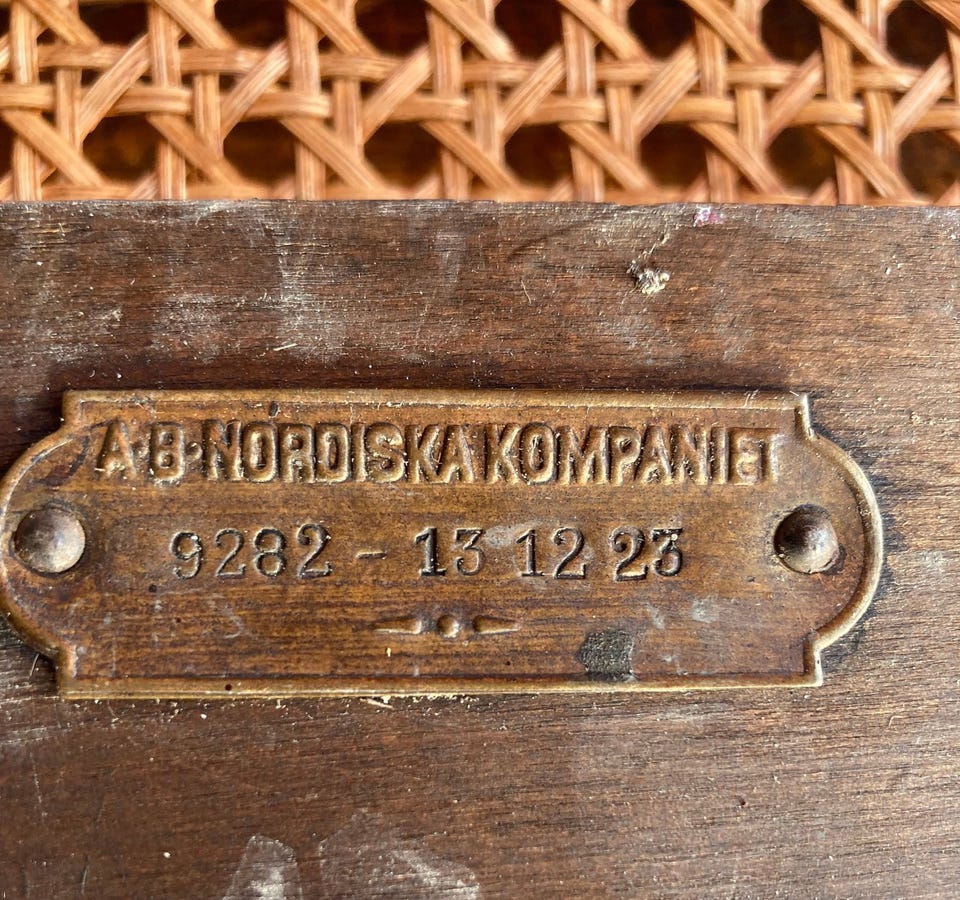 A·B·NORDISKA KOMPANIET
9282 – 13 12 23